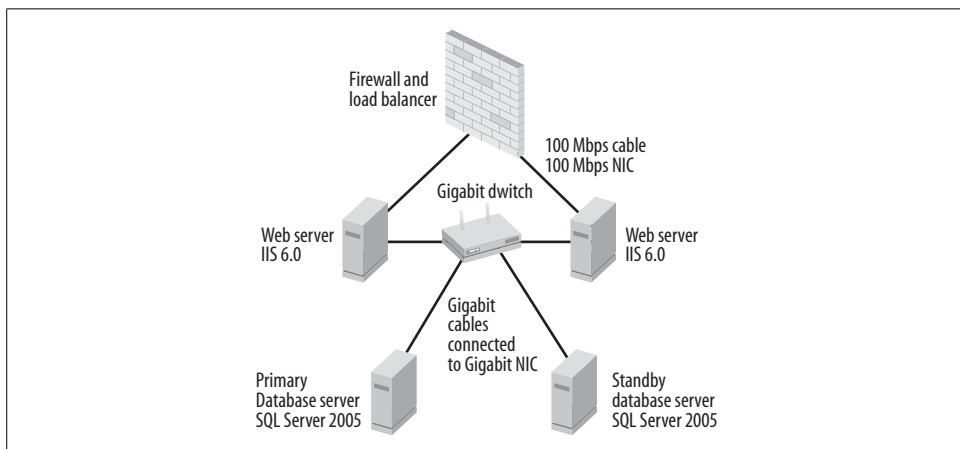 Firewall and
load balancer
100 Mbps cable
100 Mbps NIC
Gigabit dwitch
Web server
IIS 6.0
Web server
IIS 6.0
Gigabit
cables
connected
to Gigabit NIC
Primary
Database server
SQL Server 2005
Standby
database server
SQL Server 2005